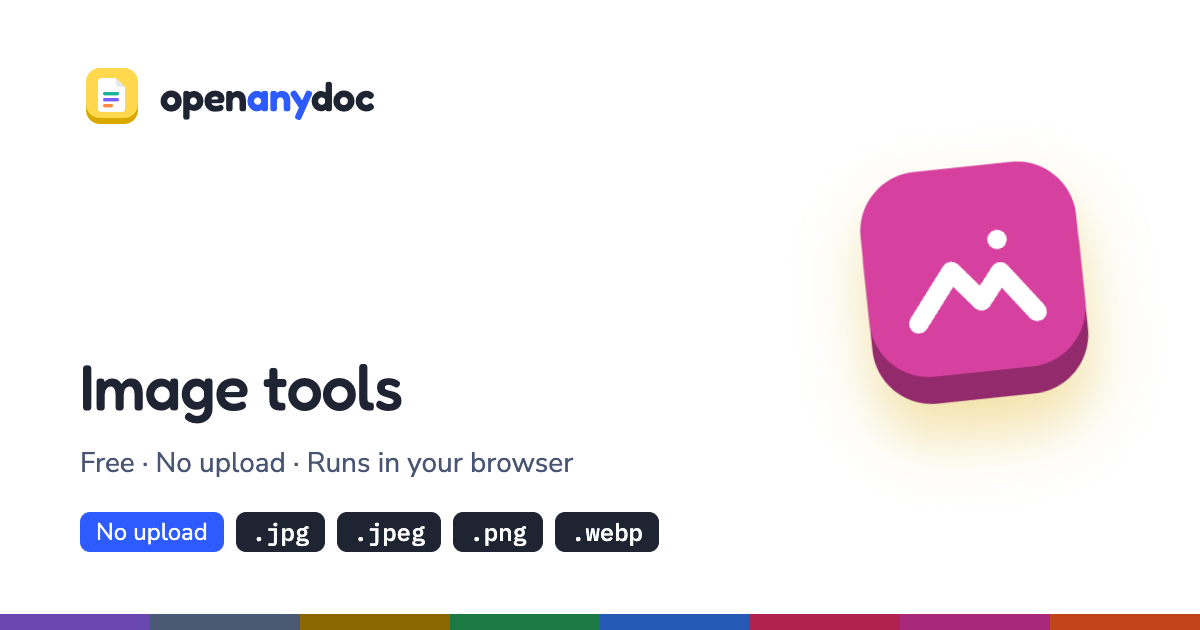 openanydoc
Image tools
Free · No upload · Runs in your browser
No upload .jpg .jpeg .png .webp